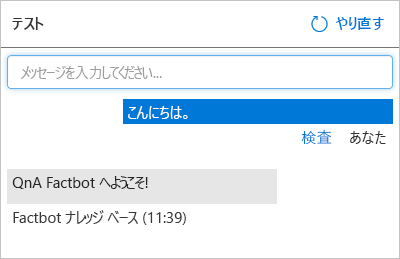 テスト
やり直す
メッセージを入力してください...
こんにちは。
検査 あなた
QnA Factbot へようこそ!
Factbot ナレッジ ベース (11:39)